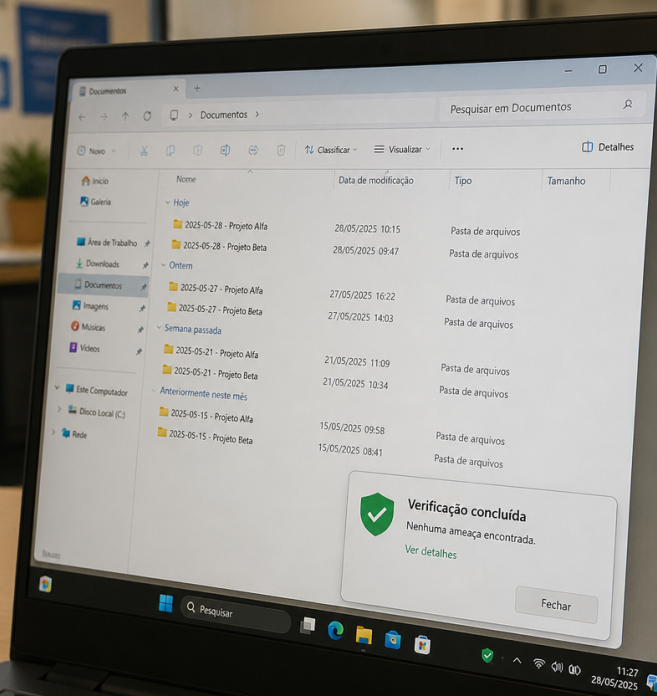 Documentos
Documentos
Pesquisar em Documentos
Novo
Classificar
Visualizar
Detalhes
Início
Galeria
Área de Trabalho
Downloads
Documentos
Imagens
Músicas
Vídeos
Este Computador
Disco Local (C:)
Rede
Nome Data de modificação Tipo Tamanho
Hoje
2025-05-28 - Projeto Alfa 28/05/2025 10:15 Pasta de arquivos
2025-05-28 - Projeto Beta 28/05/2025 09:47 Pasta de arquivos
Ontem
2025-05-27 - Projeto Alfa 27/05/2025 16:22 Pasta de arquivos
2025-05-27 - Projeto Beta 27/05/2025 14:03 Pasta de arquivos
Semana passada
2025-05-21 - Projeto Alfa 21/05/2025 11:09 Pasta de arquivos
2025-05-21 - Projeto Beta 21/05/2025 10:34 Pasta de arquivos
Anteriormente neste mês
2025-05-15 - Projeto Alfa 15/05/2025 09:58 Pasta de arquivos
2025-05-15 - Projeto Beta 15/05/2025 08:41 Pasta de arquivos
Verificação concluída
Nenhuma ameaça encontrada.
Ver detalhes
Fechar
Pesquisar
11:27
28/05/2025